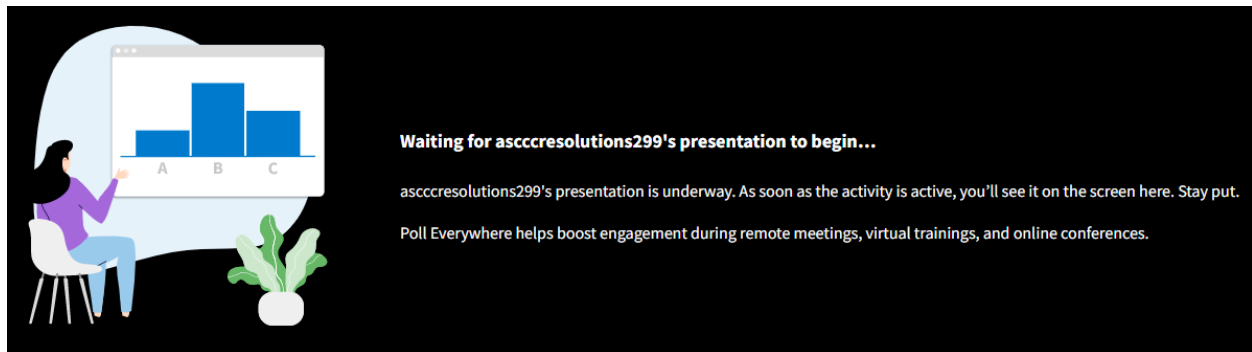 A B C
Waiting for ascccresolutions299's presentation to begin...
ascccresolutions299's presentation is underway. As soon as the activity is active, you’ll see it on the screen here. Stay put.
Poll Everywhere helps boost engagement during remote meetings, virtual trainings, and online conferences.